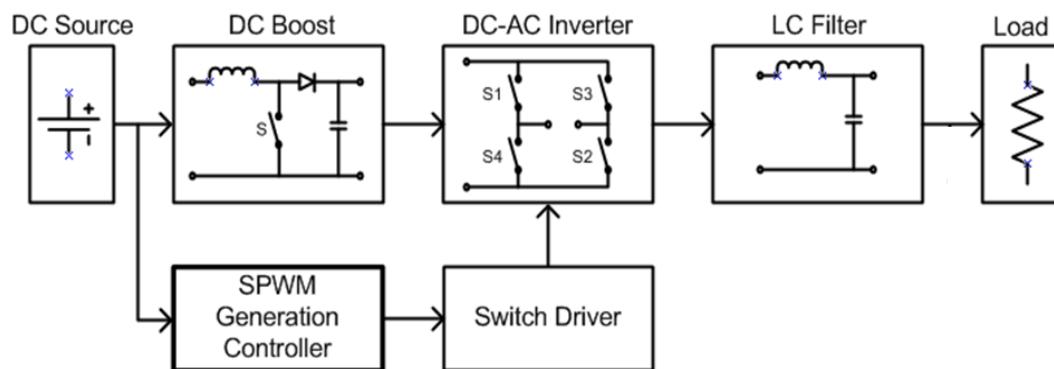 DC Source
DC Boost
DC-AC Inverter
LC Filter
Load
S
S1
S3
S4
S2
SPWM
Generation
Controller
Switch Driver